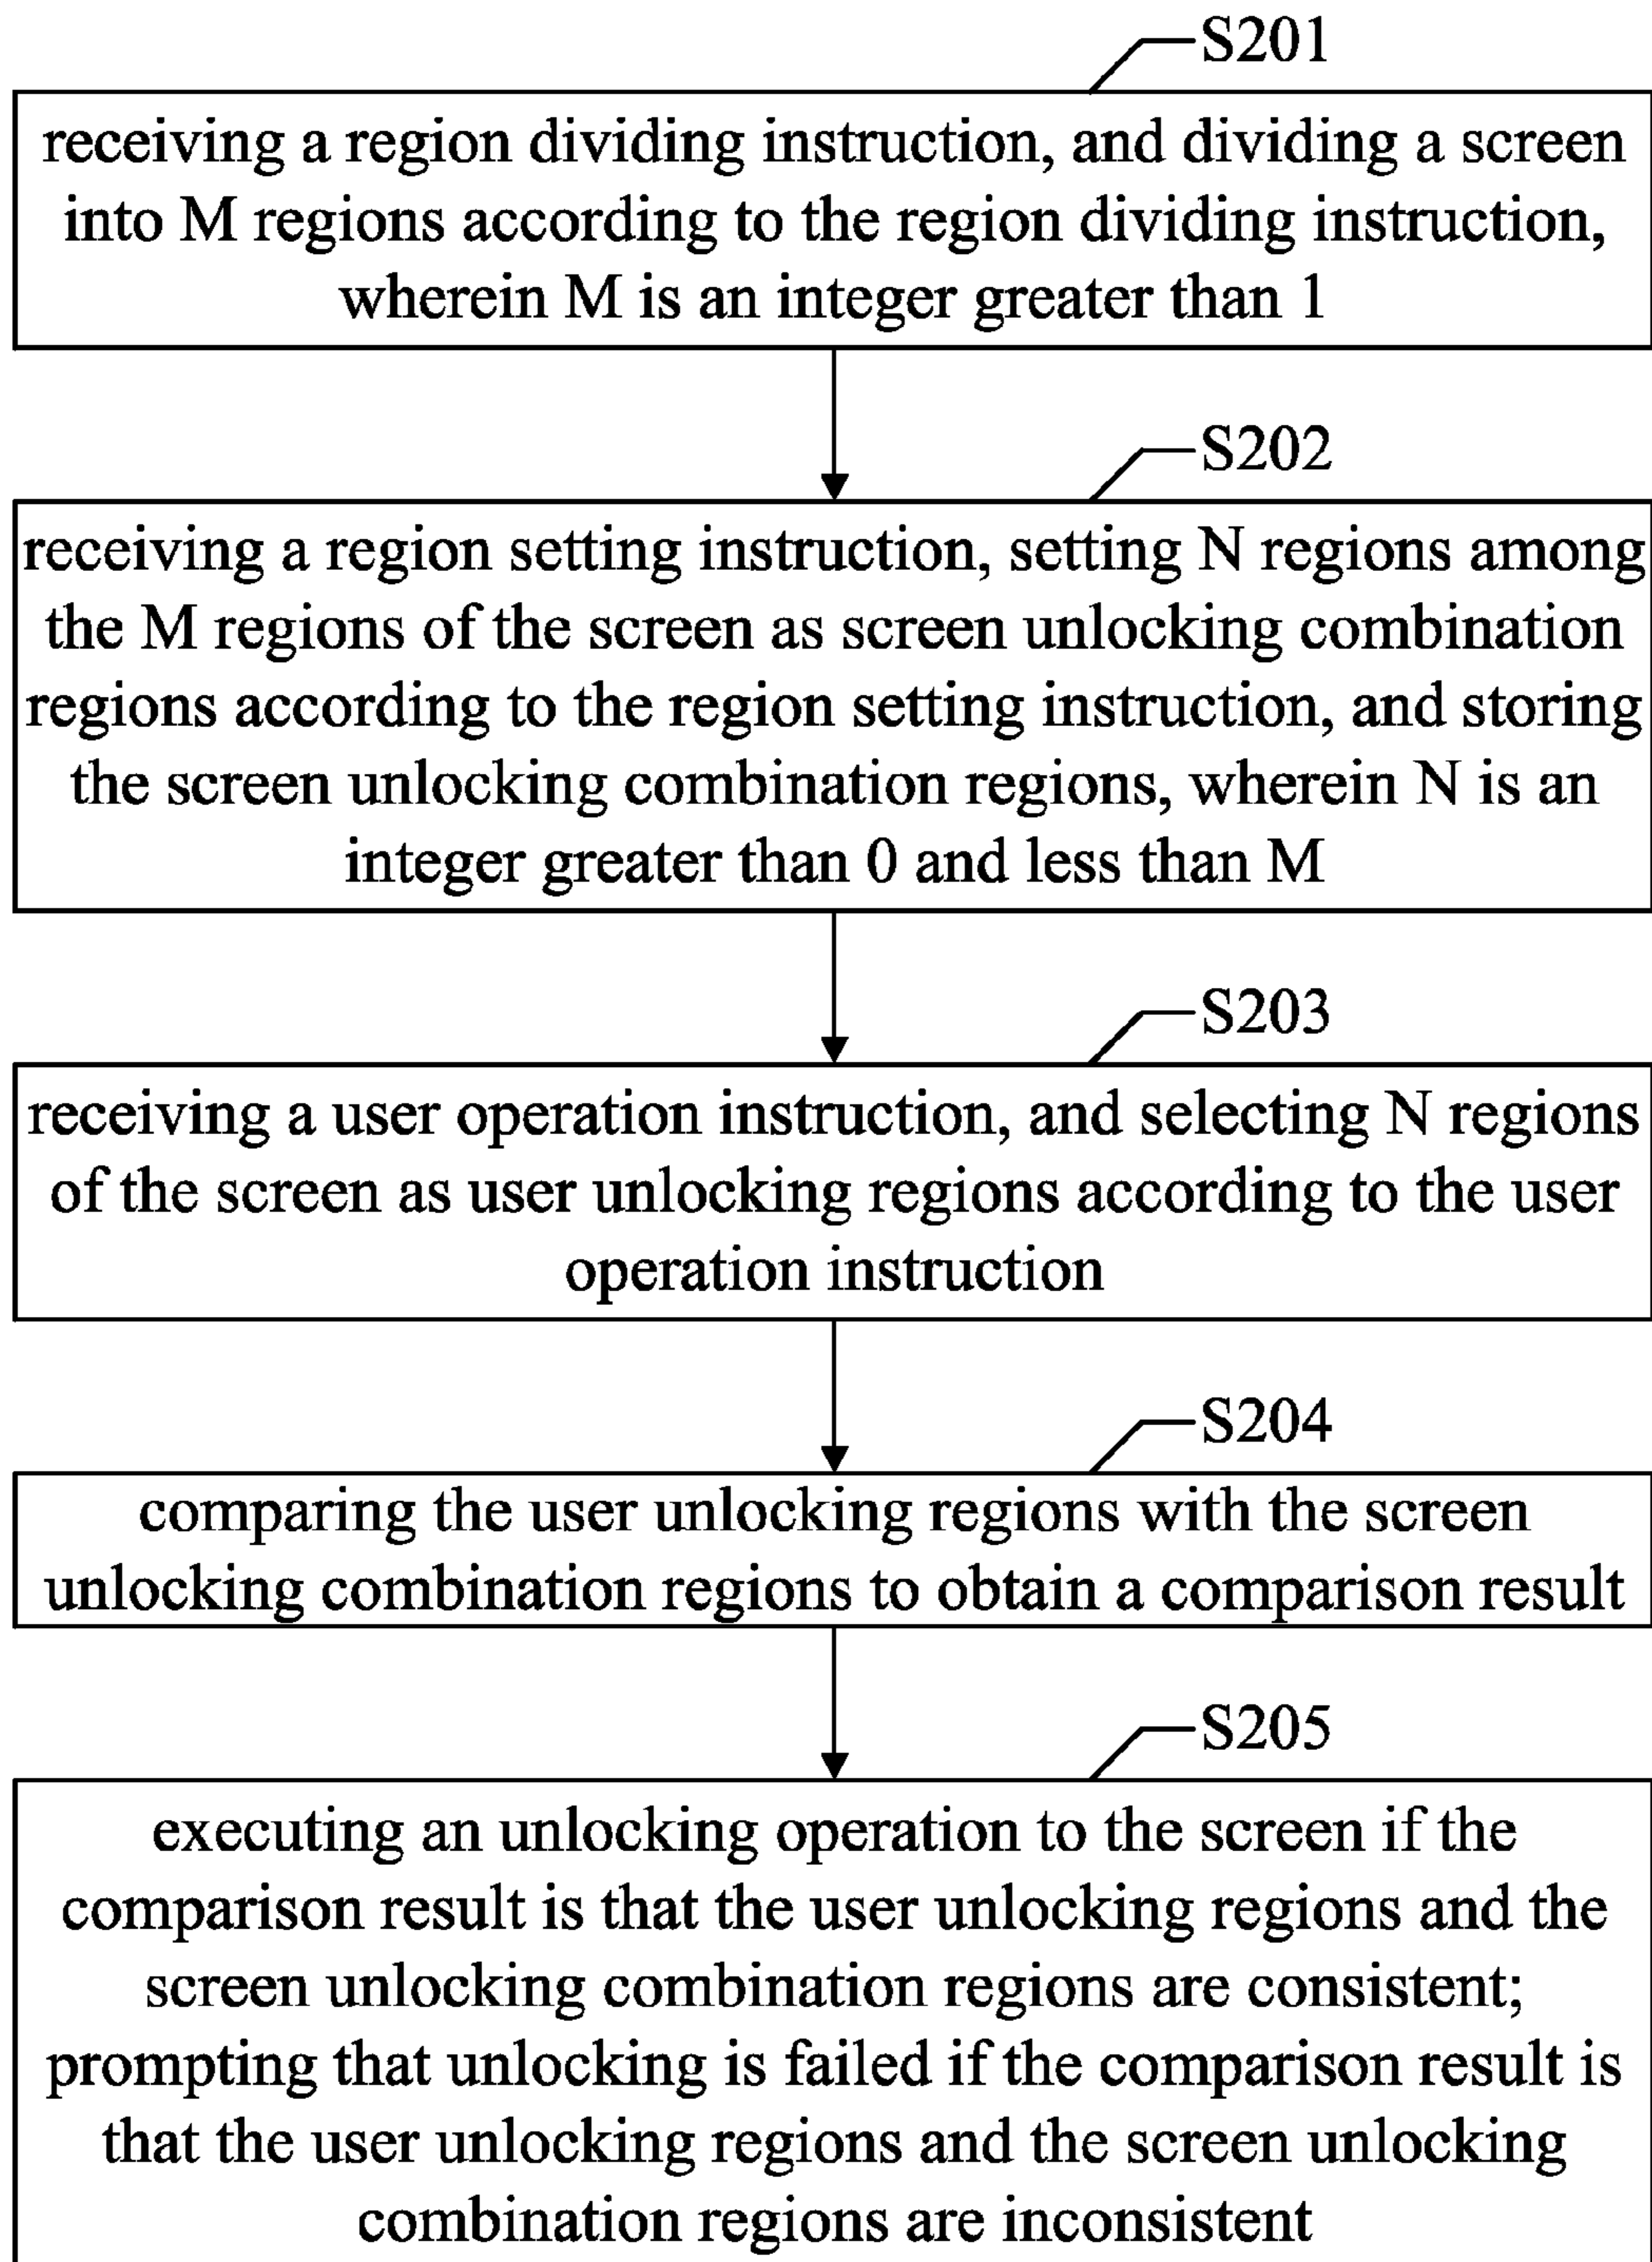 S201
receiving a region dividing instruction, and dividing a screen
into M regions according to the region dividing instruction,
wherein M is an integer greater than 1
S202
receiving a region setting instruction, setting N regions among
the M regions of the screen as screen unlocking combination
regions according to the region setting instruction, and storing
the screen unlocking combination regions, wherein N is an
integer greater than 0 and less than M
S203
receiving a user operation instruction, and selecting N regions
of the screen as user unlocking regions according to the user
operation instruction
S204
comparing the user unlocking regions with the screen
unlocking combination regions to obtain a comparison result
S205
executing an unlocking operation to the screen if the
comparison result is that the user unlocking regions and the
screen unlocking combination regions are consistent;
prompting that unlocking is failed if the comparison result is
that the user unlocking regions and the screen unlocking
combination regions are inconsistent